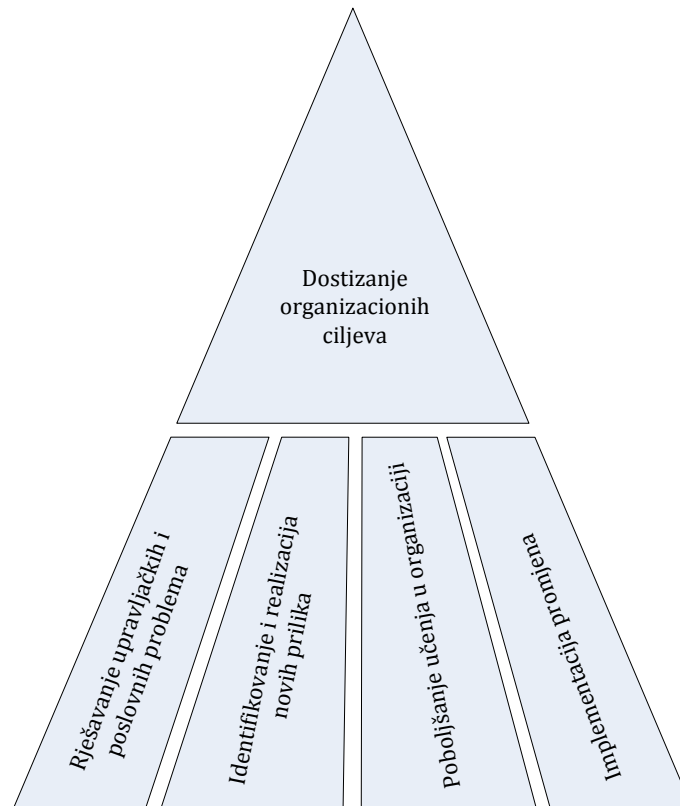 Dostizanje
organizacionih
ciljeva
Rješavanje upravljačkih i
poslovnih problema
Identifikovanje i realizacija
novih prilika
Poboljšanje učenja u organizaciji
Implementacija promjena